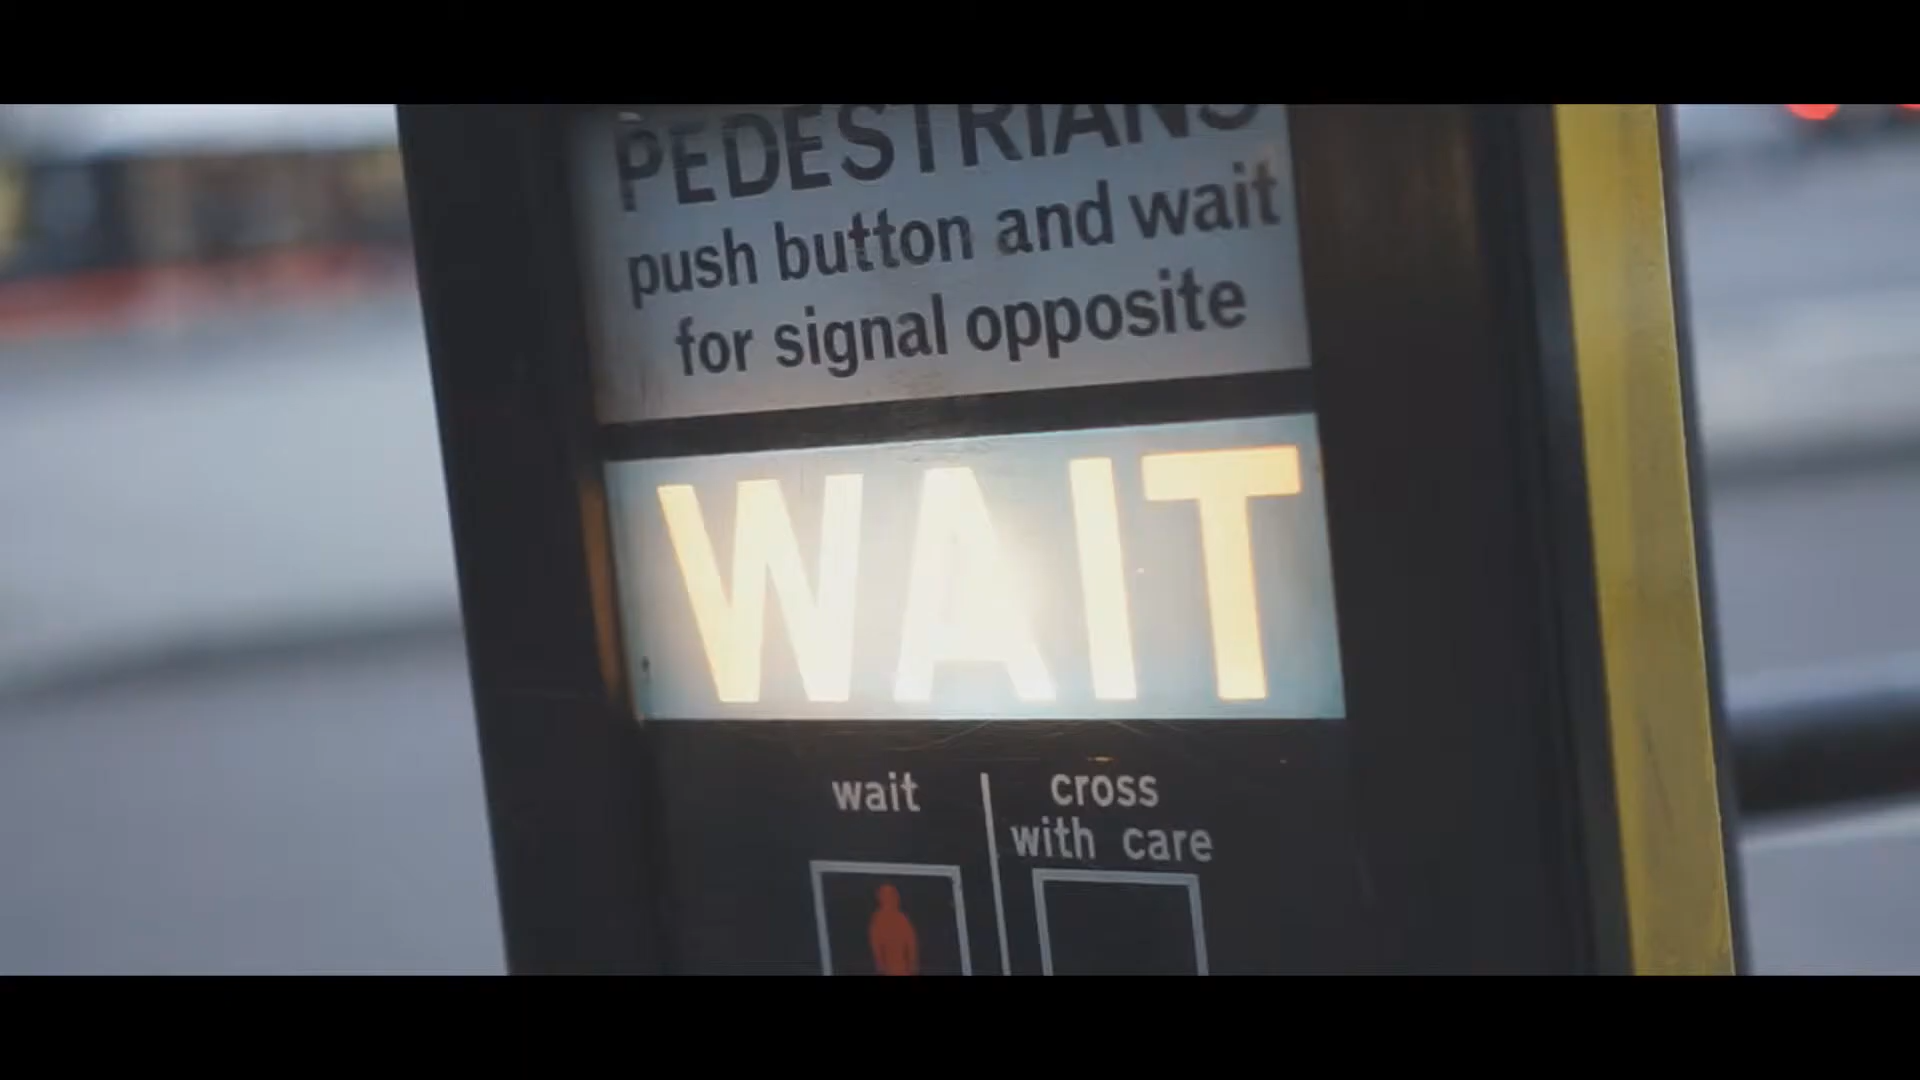 PEDESTRIANS
push button and wait
for signal opposite
WAIT
wait
cross
with care